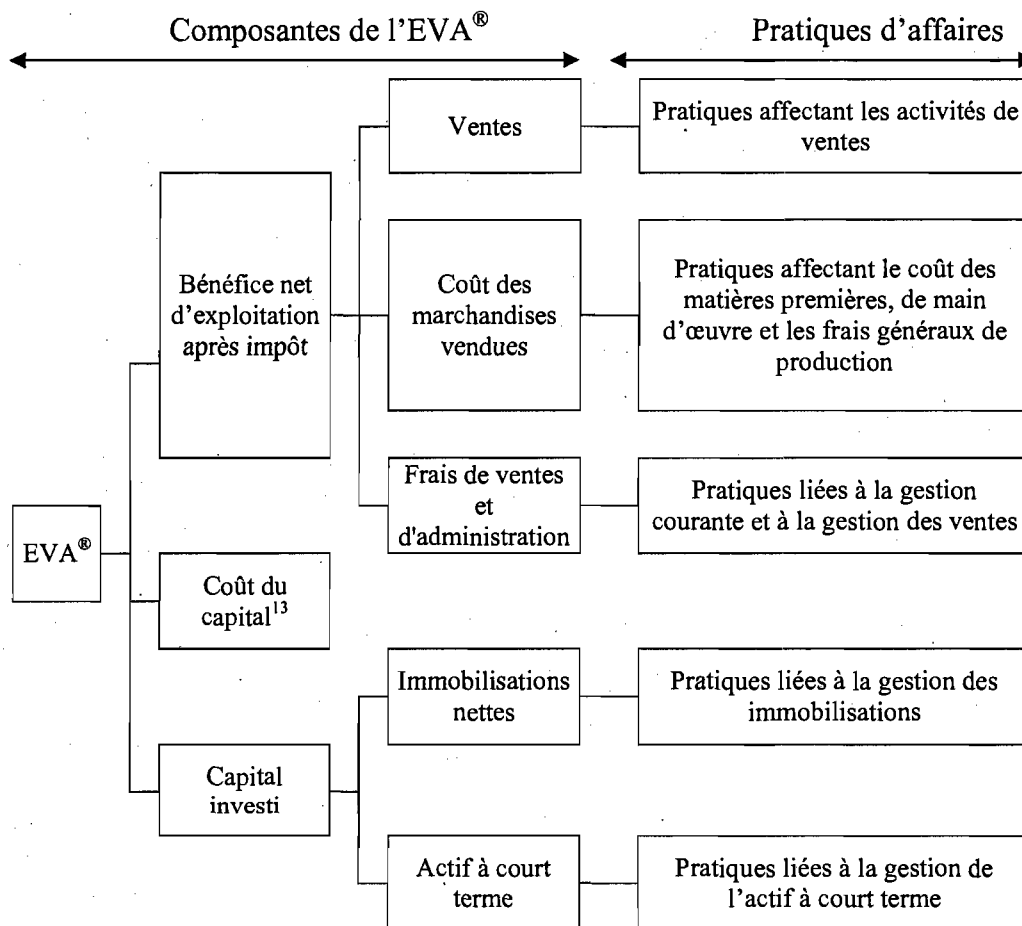 Composantes de l'EVA® Pratiques d'affaires
Ventes
Pratiques affectant les activités de
ventes
Bénéfice net
d'exploitation
après impôt
Coût des
marchandises
vendues
Pratiques affectant le coût des
matières premières, de main
d'œuvre et les frais généraux de
production
Frais de ventes
et
d'administration
Pratiques liées à la gestion
courante et à la gestion des ventes
EVA®
Coût du
capital¹³
Immobilisations
nettes
Pratiques liées à la gestion des
immobilisations
Capital
investi
Actif à court
terme
Pratiques liées à la gestion de
l'actif à court terme